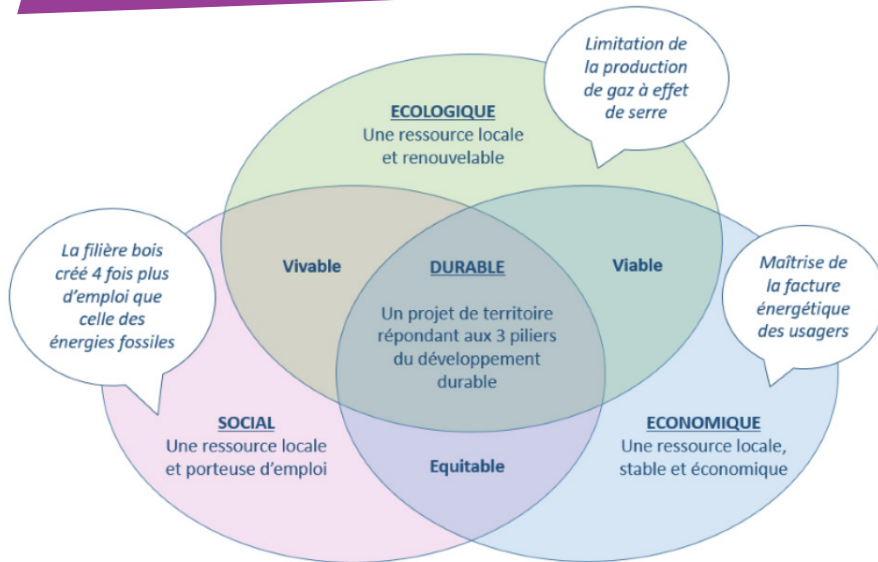 Limitation de
la production
de gaz à effet
de serre
ECOLOGIQUE
Une ressource locale
et renouvelable
La filière bois
créé 4 fois plus
d'emploi que
celle des
énergies fossiles
Vivable
DURABLE
Viable
Un projet de territoire
répondant aux 3 piliers
du développement
durable
Maîtrise de
la facture
énergétique
des usagers
SOCIAL
Une ressource locale
et porteuse d'emploi
Equitable
ECONOMIQUE
Une ressource locale,
stable et économique